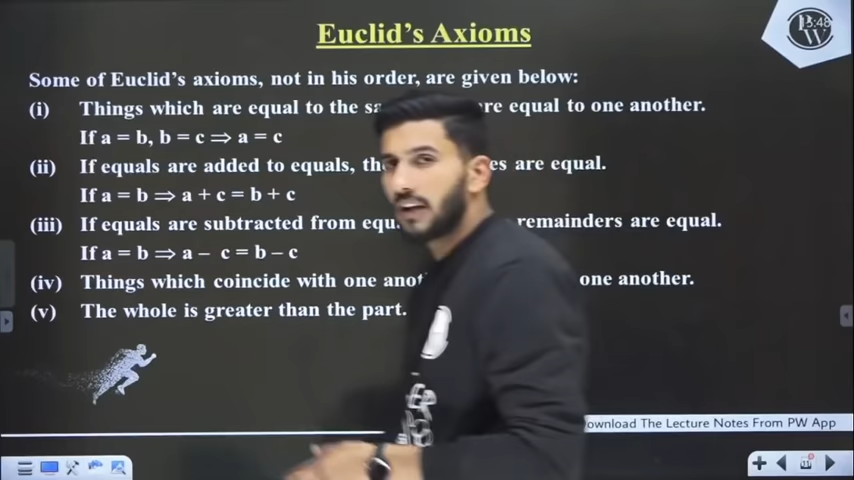 Euclid's Axioms
15:48
Some of Euclid's axioms, not in his order, are given below:
(i) Things which are equal to the sa are equal to one another.
If a = b, b = c ⇒ a = c
(ii) If equals are added to equals, th es are equal.
If a = b ⇒ a + c = b + c
(iii) If equals are subtracted from equ remainders are equal.
If a = b ⇒ a – c = b – c
(iv) Things which coincide with one anot one another.
(v) The whole is greater than the part.
ownload The Lecture Notes From PW App